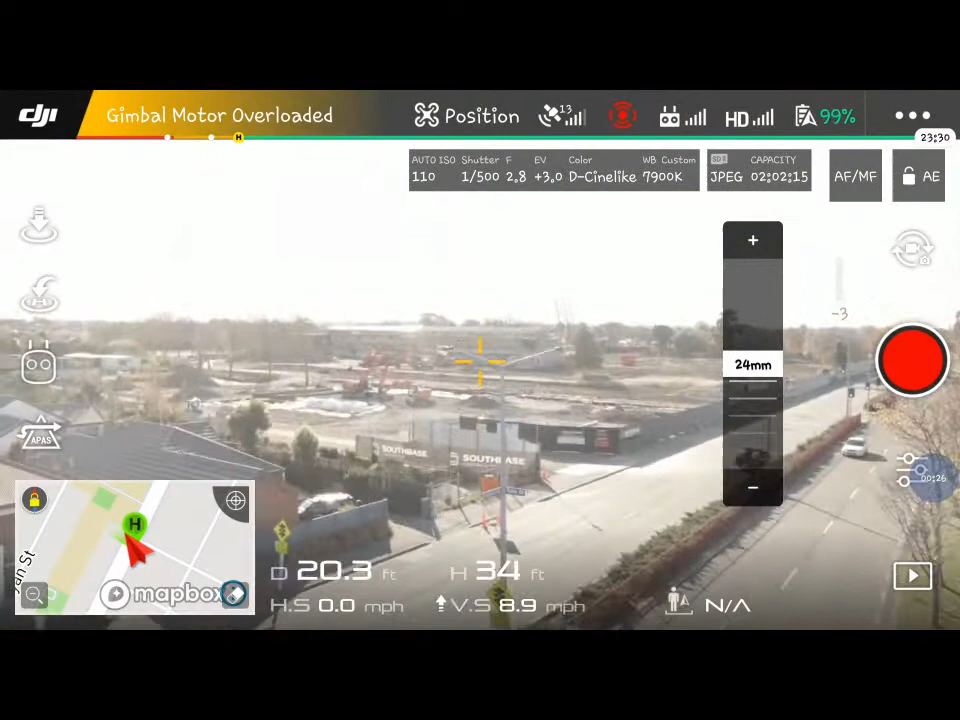 dji
Gimbal Motor Overloaded
Position
13
HD
99%
H
23:30
AUTO ISO Shutter F EV Color WB Custom
110 1/500 2.8 +3.0 D-Cinelike 7900K
SD CAPACITY
JPEG 02:02:15
AF/MF
AE
+
-3
24mm
APAS
−
00:26
SOUTHBASE
SOUTHBASE
H
an St
mapbox
D 20.3 ft H 34 ft
H.S 0.0 mph V.S 8.9 mph N/A